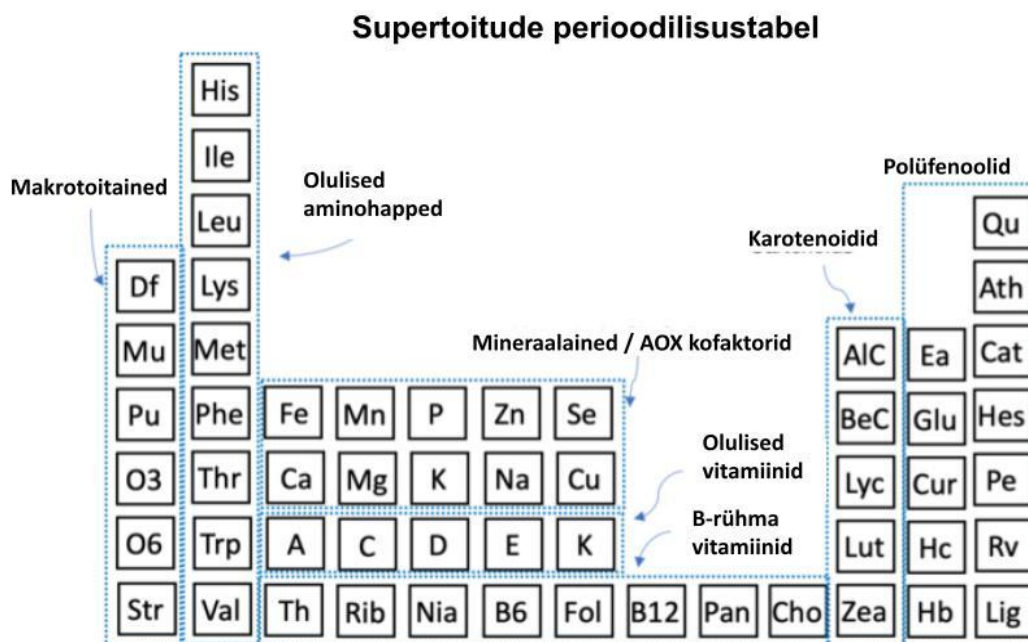 Supertoitude perioodilisustabel
His
Ile
Makrotoitained
Olulised
aminohapped
Polüfenoolid
Leu
Karotenoidid
Qu
Df Lys Ath
Mineraalained / AOX kofaktorid
Mu Met AlC Ea Cat
Pu Phe Fe Mn P Zn Se BeC Glu Hes
Olulised
vitamiinid
O3 Thr Ca Mg K Na Cu Lyc Cur Pe
B-rühma
vitamiinid
O6 Trp A C D E K Lut Hc Rv
Str Val Th Rib Nia B6 Fol B12 Pan Cho Zea Hb Lig